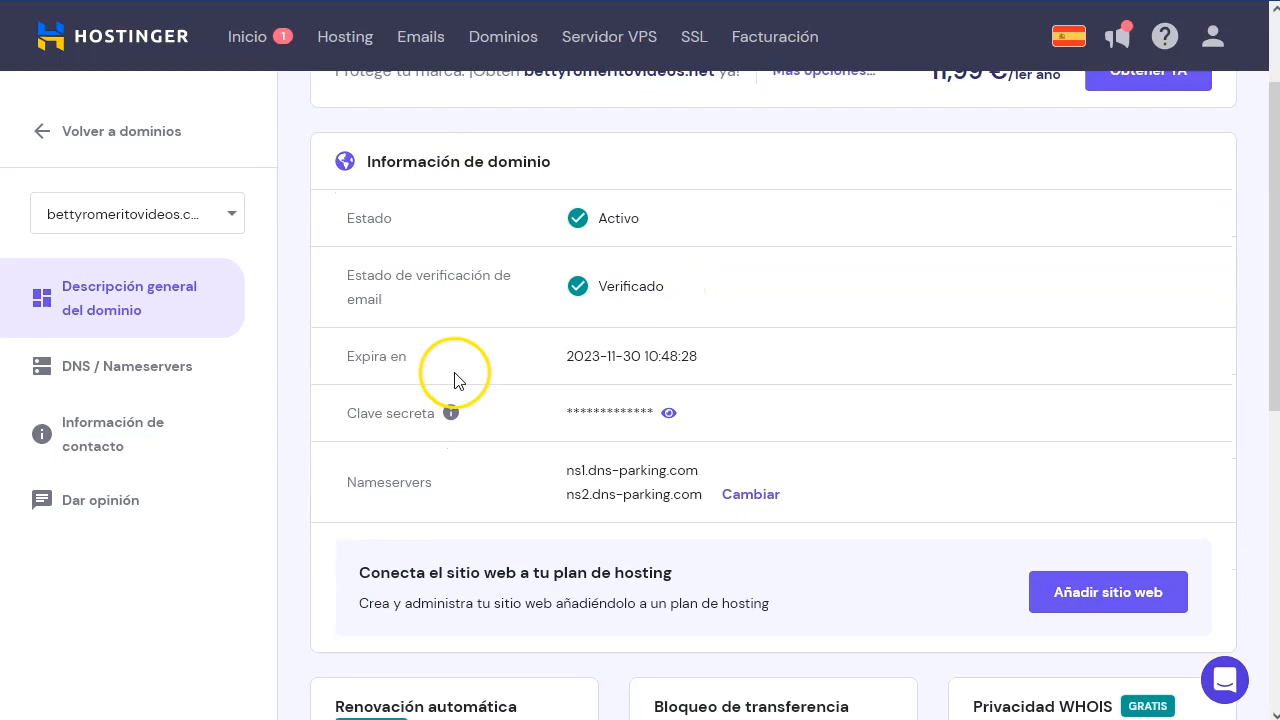 HOSTINGER
Inicio 1 Hosting Emails Dominios Servidor VPS SSL Facturación
Protege tu marca. ¡Obtén bettyromeritovideos.net ya! Más opciones... 11,99 €/1er año Obtener YA
Volver a dominios
bettyromeritovideos.c...
Descripción general
del dominio
DNS / Nameservers
Información de
contacto
Dar opinión
Información de dominio
Estado Activo
Estado de verificación de
email
Verificado
Expira en 2023-11-30 10:48:28
Clave secreta *************
Nameservers
ns1.dns-parking.com
ns2.dns-parking.com Cambiar
Conecta el sitio web a tu plan de hosting
Crea y administra tu sitio web añadiéndolo a un plan de hosting
Añadir sitio web
Renovación automática Bloqueo de transferencia Privacidad WHOIS GRATIS